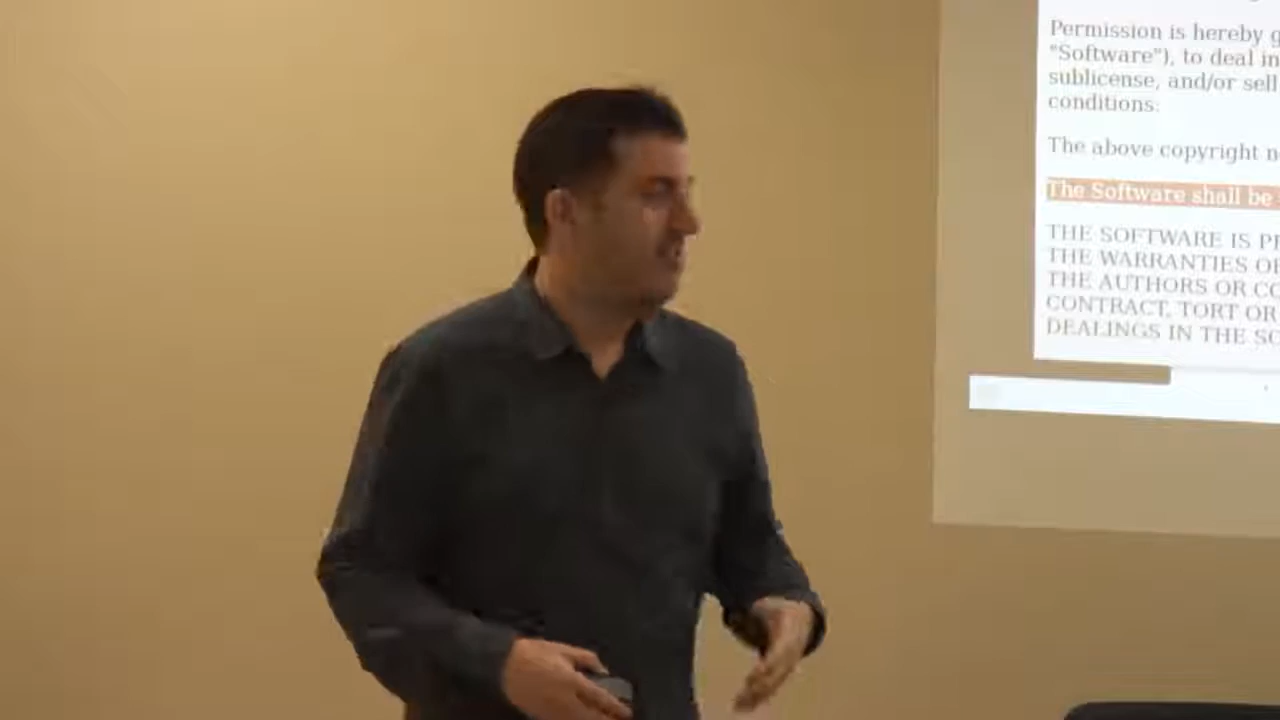 Permission is hereby g
"Software"), to deal in
sublicense, and/or sell
conditions:
The above copyright n
The Software shall be
THE SOFTWARE IS P
THE WARRANTIES OF
THE AUTHORS OR CO
CONTRACT, TORT OR
DEALINGS IN THE SO